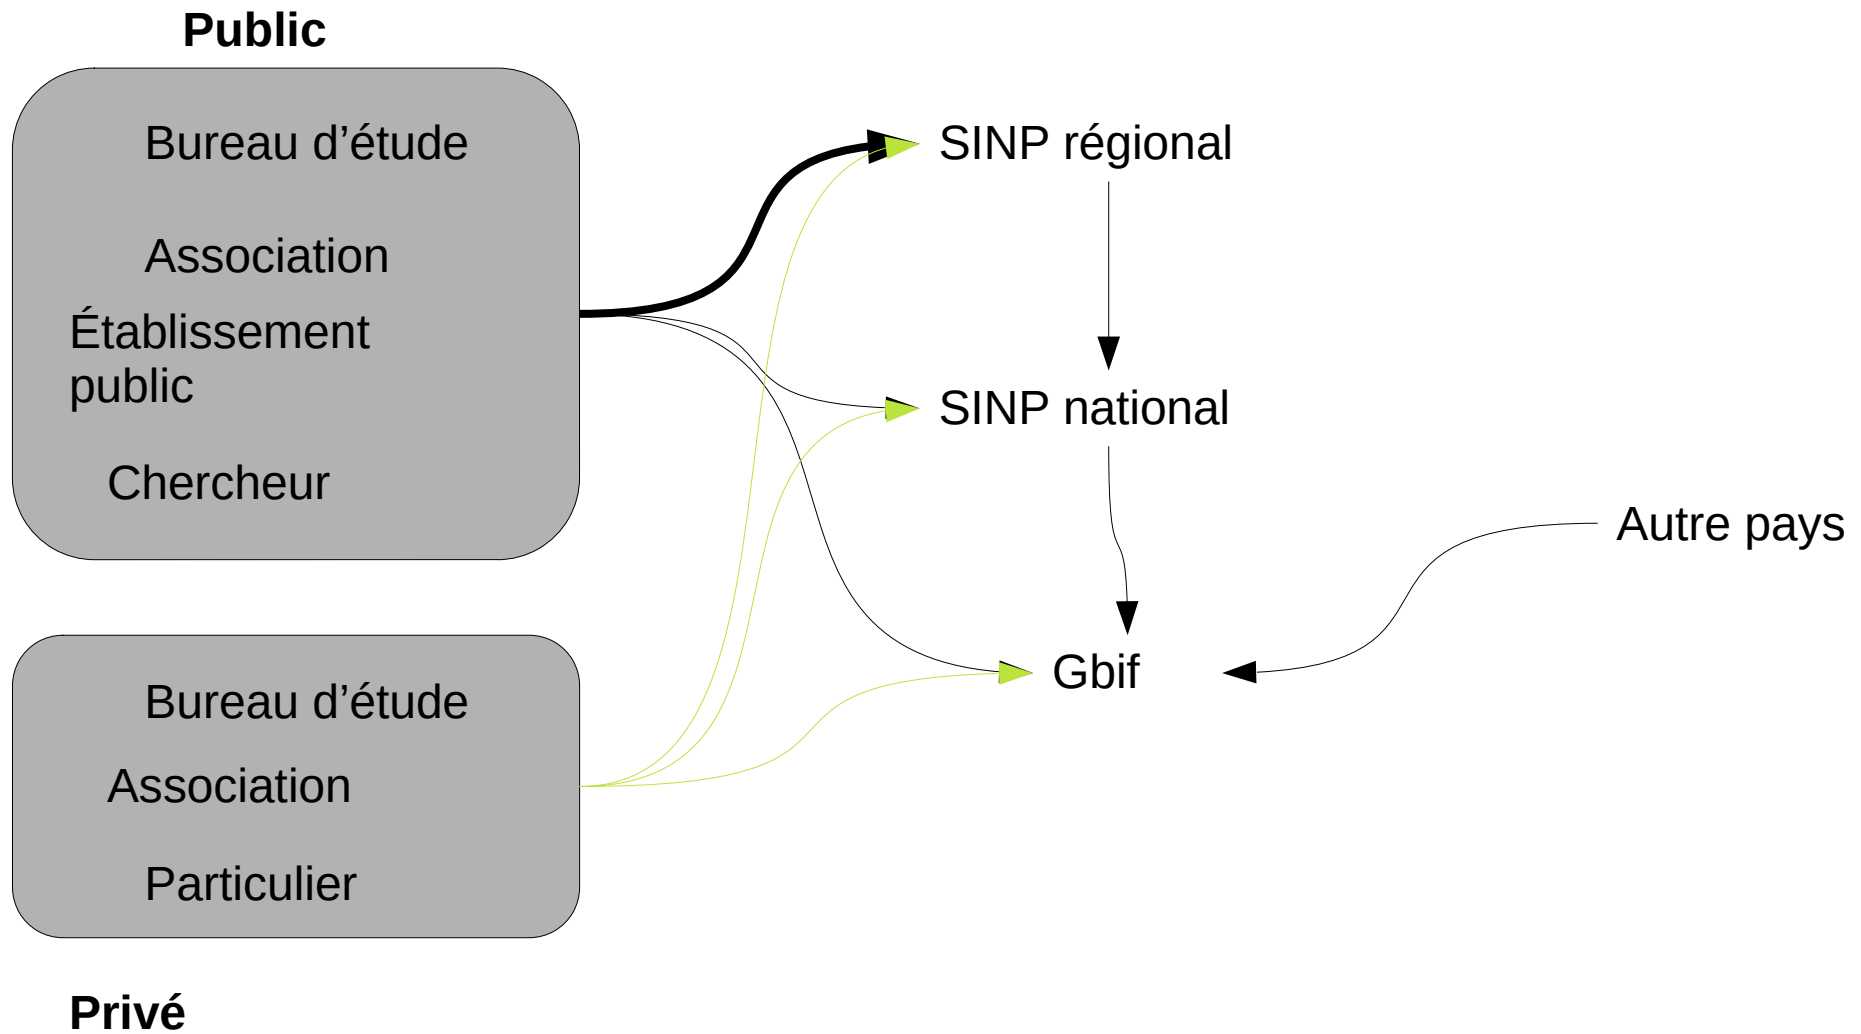 Public
Bureau d’étude
Association
Établissement
public
Chercheur
Bureau d’étude
Association
Particulier
Privé
SINP régional
SINP national
Gbif
Autre pays